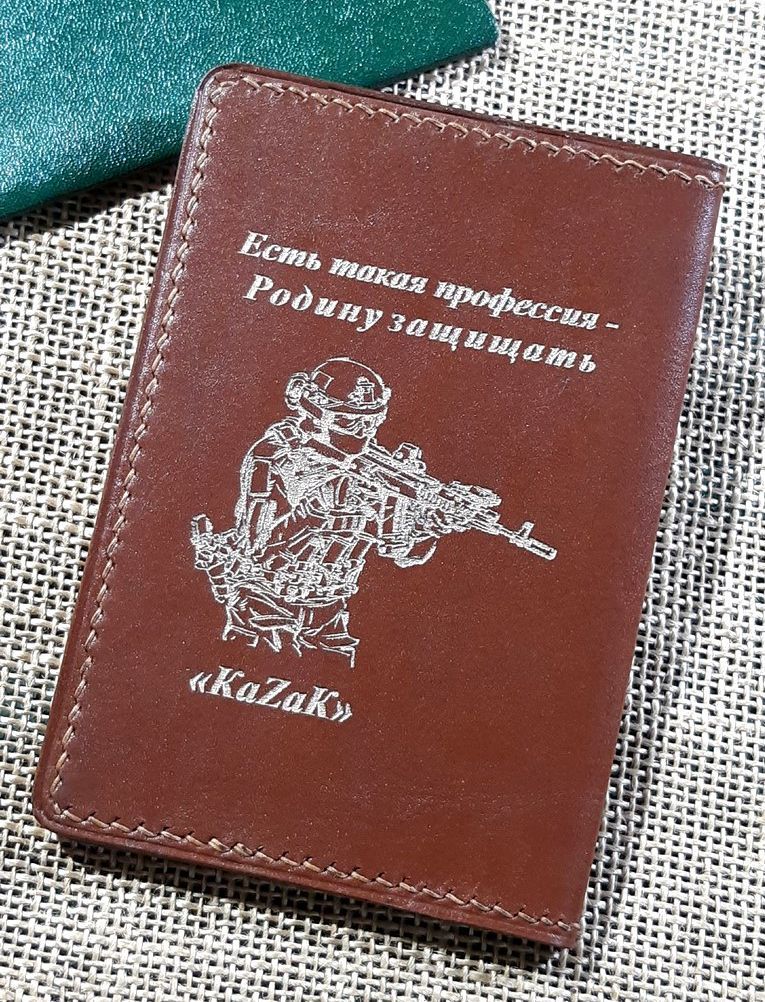 Есть такая профессия -
Родину защищать
«KaZaK»